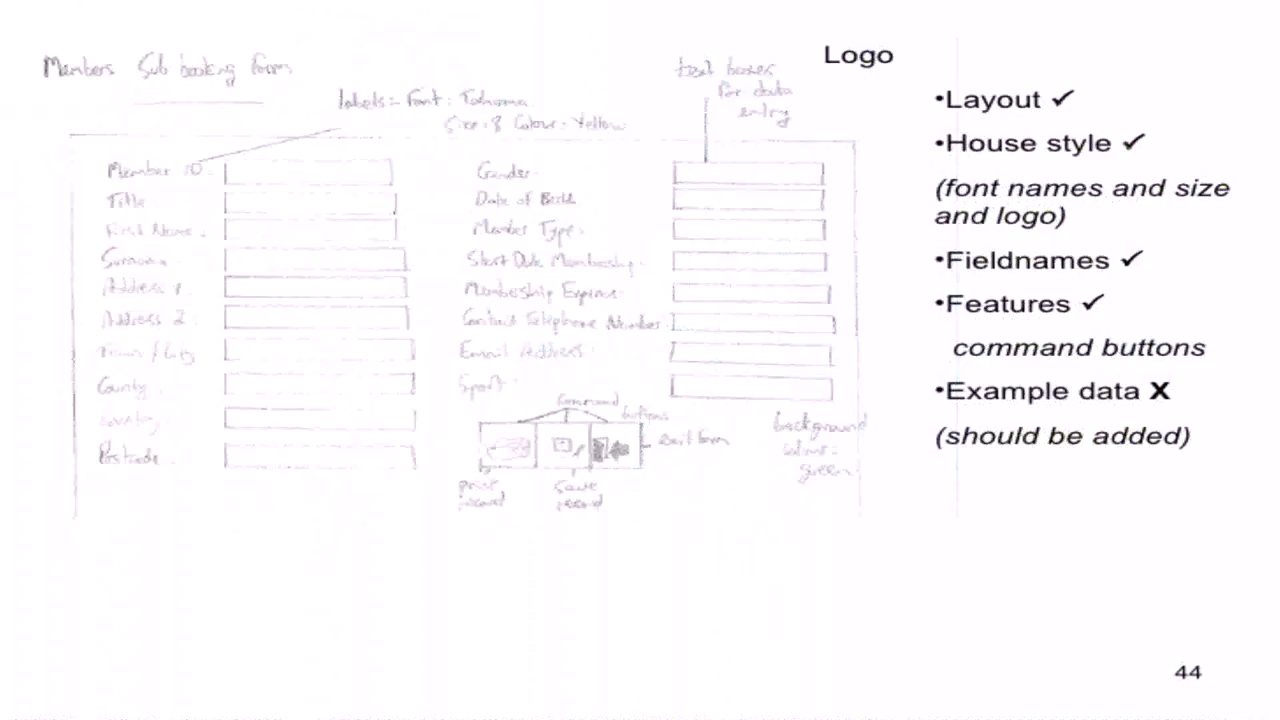 Members Sub booking form
Logo
labels:- Font: Tahoma
Size: 8 Colour: Yellow
text boxes
for data
entry
Member ID.
Title
First Name.
Surname
Address 1.
Address 2.
Town / City
County.
Country.
Postcode.
Gender
Date of Birth
Member Type:
Start Date Membership.
Membership Expires
Contact Telephone Number
Email Address
Sport
command
buttons
exit form
print
record
save
record
background
colour:
green
•Layout ✓
•House style ✓
(font names and size
and logo)
•Fieldnames ✓
•Features ✓
command buttons
•Example data X
(should be added)
44